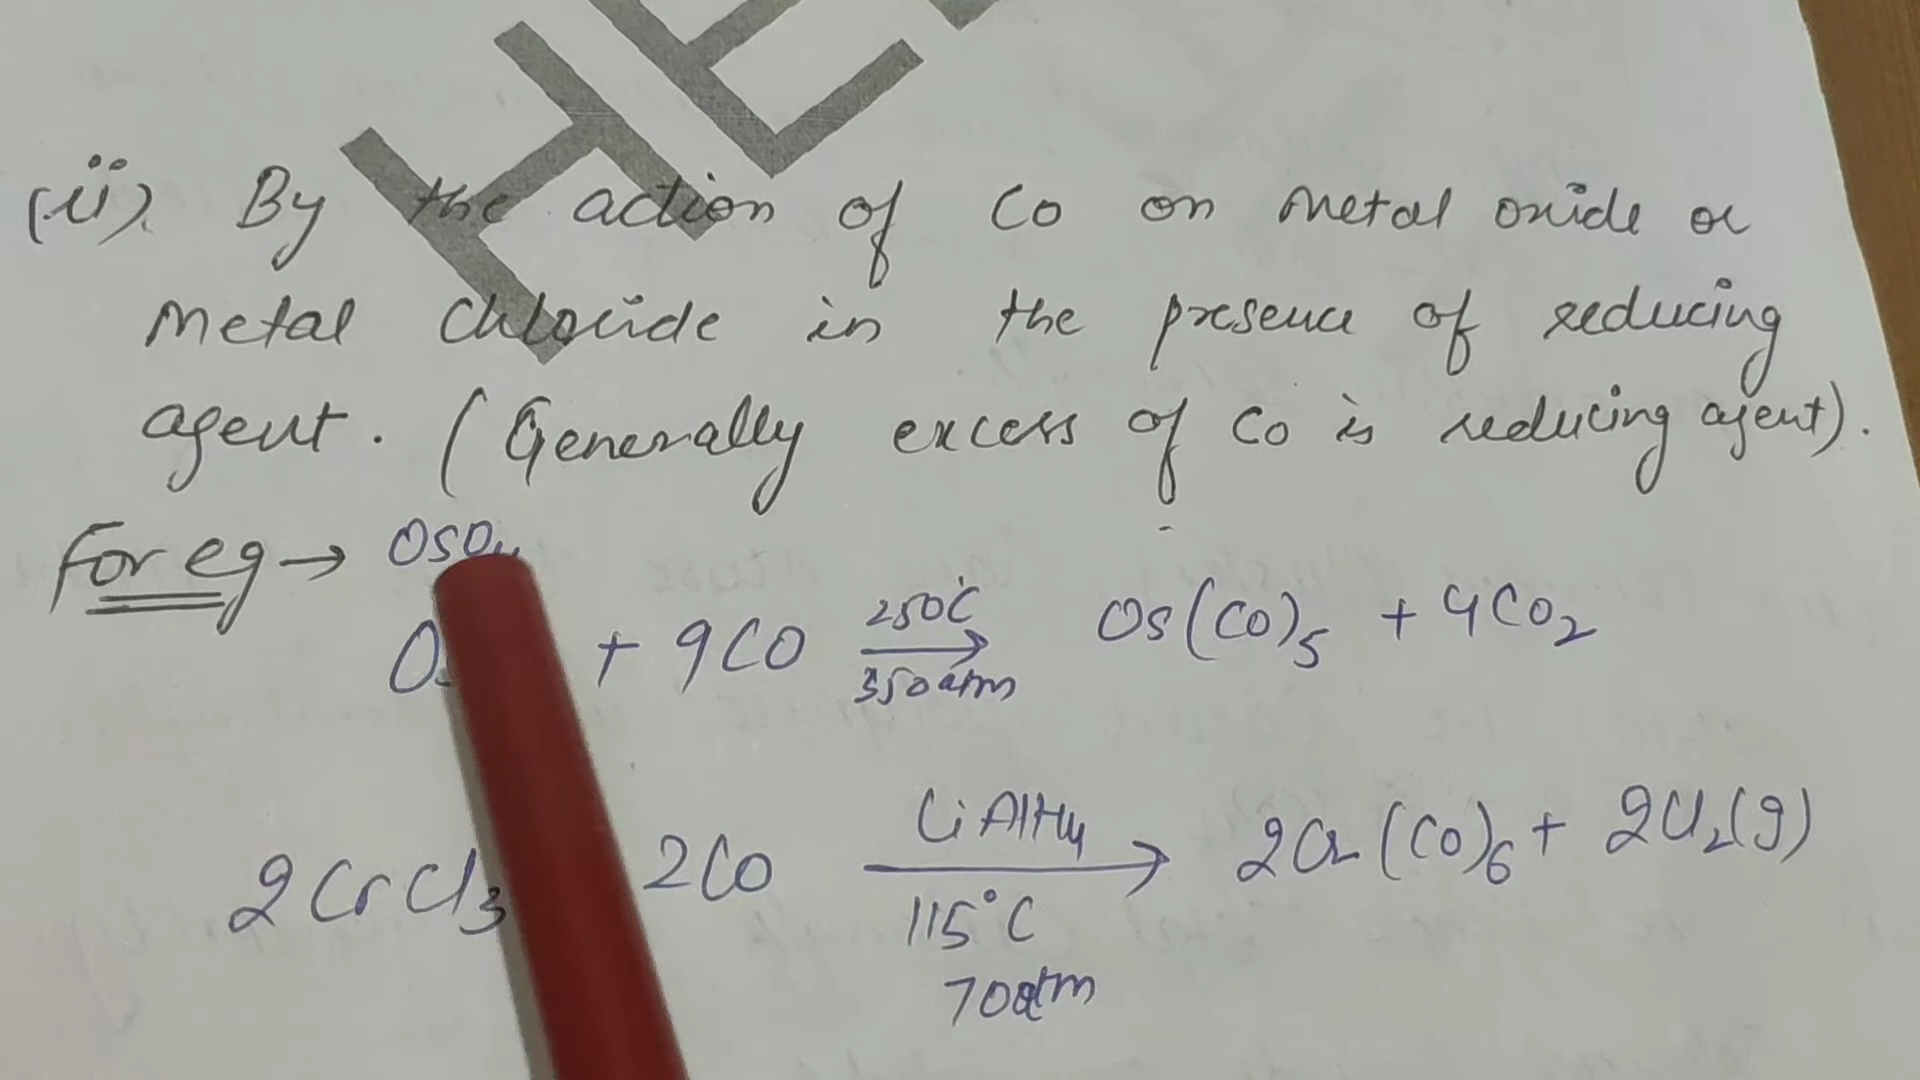 HE
(ii). By the action of CO on Metal oxide or
Metal Chloride in the presence of reducing
agent. (Generally excess of CO is reducing agent).
For eg → OsO4
+ 9CO 250°C 350atm Os(CO)5 + 4CO2
2CrCl3 2CO LiAlH4 115°C 70atm 2Cr(CO)6 + 2Cl2(g)